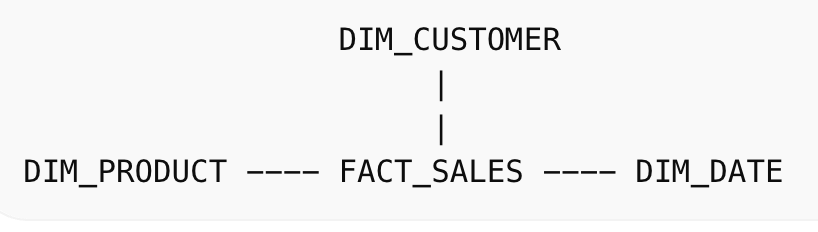 DIM_CUSTOMER
|
|
DIM_PRODUCT ---- FACT_SALES ---- DIM_DATE